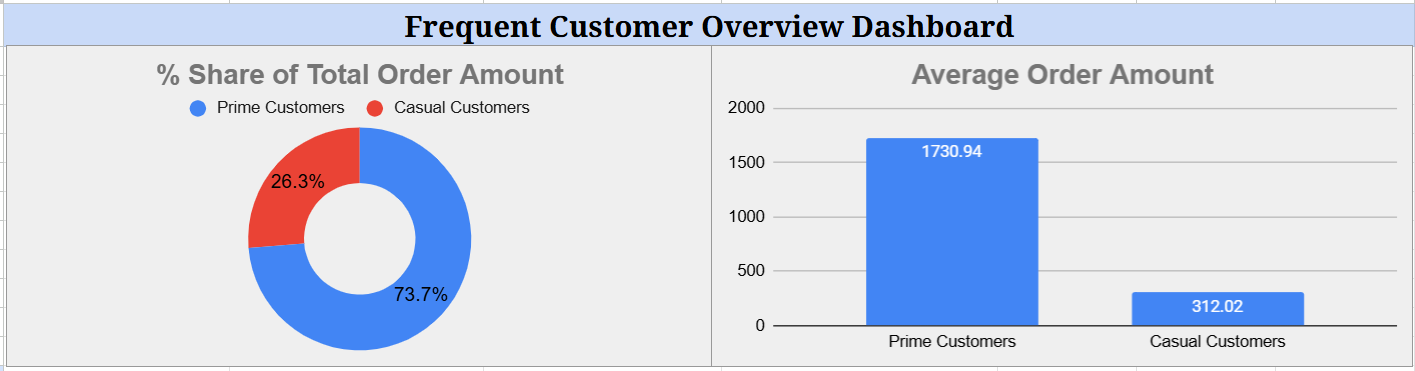 Frequent Customer Overview Dashboard
% Share of Total Order Amount
Prime Customers Casual Customers
26.3%
73.7%
Average Order Amount
2000
1500
1000
500
0
1730.94
312.02
Prime Customers Casual Customers